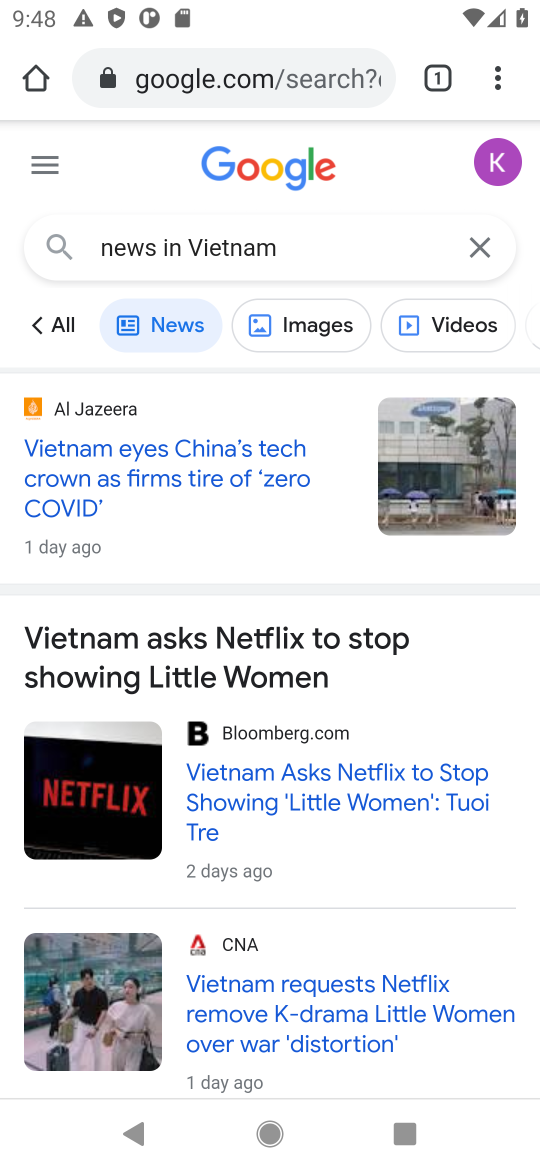 9:48
google.com/search?
1
Google
K
news in Vietnam
All
News
Images
Videos
Al Jazeera
Vietnam eyes China’s tech
crown as firms tire of ‘zero
COVID’
1 day ago
SAMSUNG
Vietnam asks Netflix to stop
showing Little Women
NETFLIX
B Bloomberg.com
Vietnam Asks Netflix to Stop
Showing 'Little Women': Tuoi
Tre
2 days ago
cna CNA
Vietnam requests Netflix
remove K-drama Little Women
over war 'distortion'
1 day ago